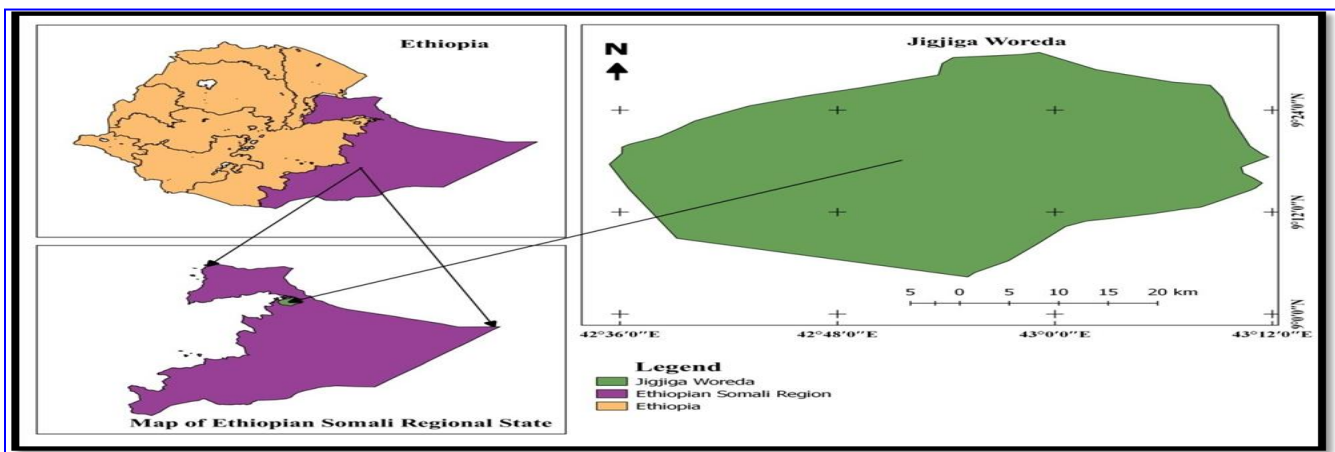 Ethiopia
Map of Ethiopian Somali Regional State
Jigjiga Woreda
N
9°24'0"N
9°12'0"N
9°0'0"N
5 0 5 10 15 20 km
42°36'0"E 42°48'0"E 43°0'0"E 43°12'0"E
Legend
Jigjiga Woreda
Ethiopian Somali Region
Ethiopia